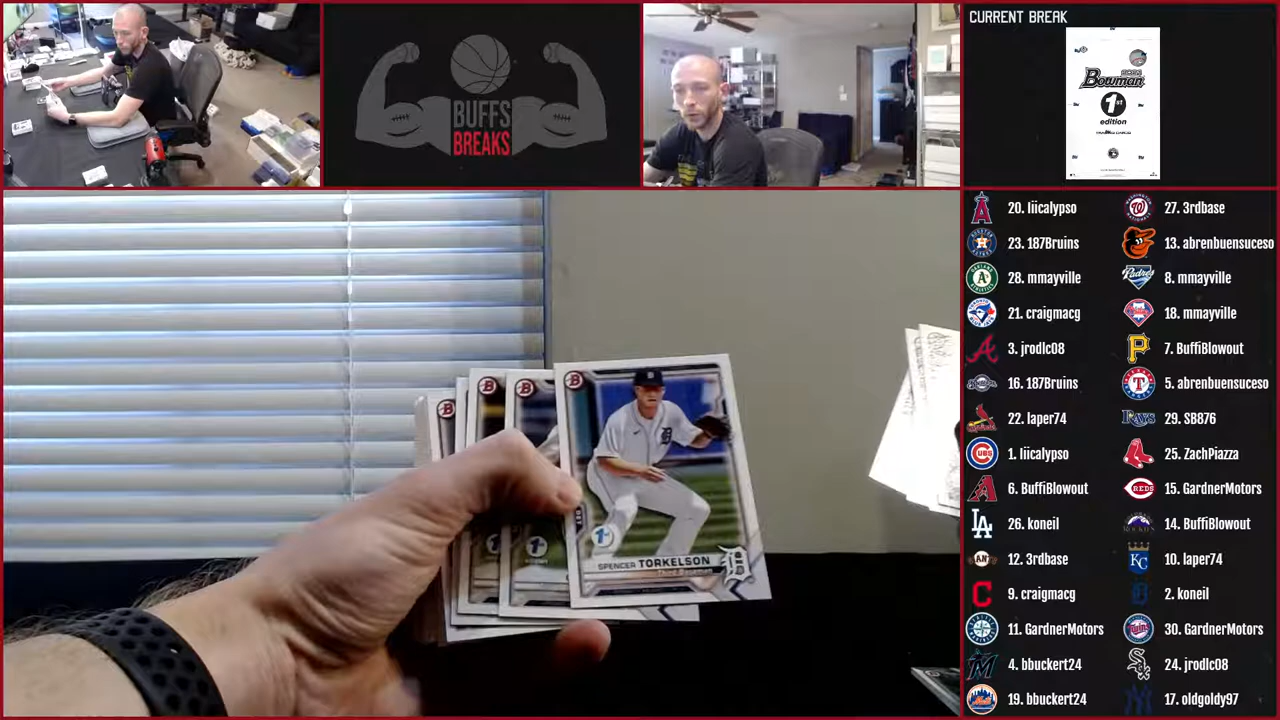 BUFFS
BREAKS
CURRENT BREAK
Bowman
1st
edition
20. liicalypso
27. 3rdbase
23. 187Bruins
13. abrenbuensuceso
28. mmayville
8. mmayville
21. craigmacg
18. mmayville
3. jrodlc08
7. BuffiBlowout
16. 187Bruins
5. abrenbuensuceso
22. laper74
29. SB876
1. liicalypso
25. ZachPiazza
6. BuffiBlowout
15. GardnerMotors
26. koneil
14. BuffiBlowout
12. 3rdbase
10. laper74
9. craigmacg
2. koneil
11. GardnerMotors
30. GardnerMotors
4. bbuckert24
24. jrodlc08
19. bbuckert24
17. oldgoldy97
SPENCER TORKELSON
Third Baseman